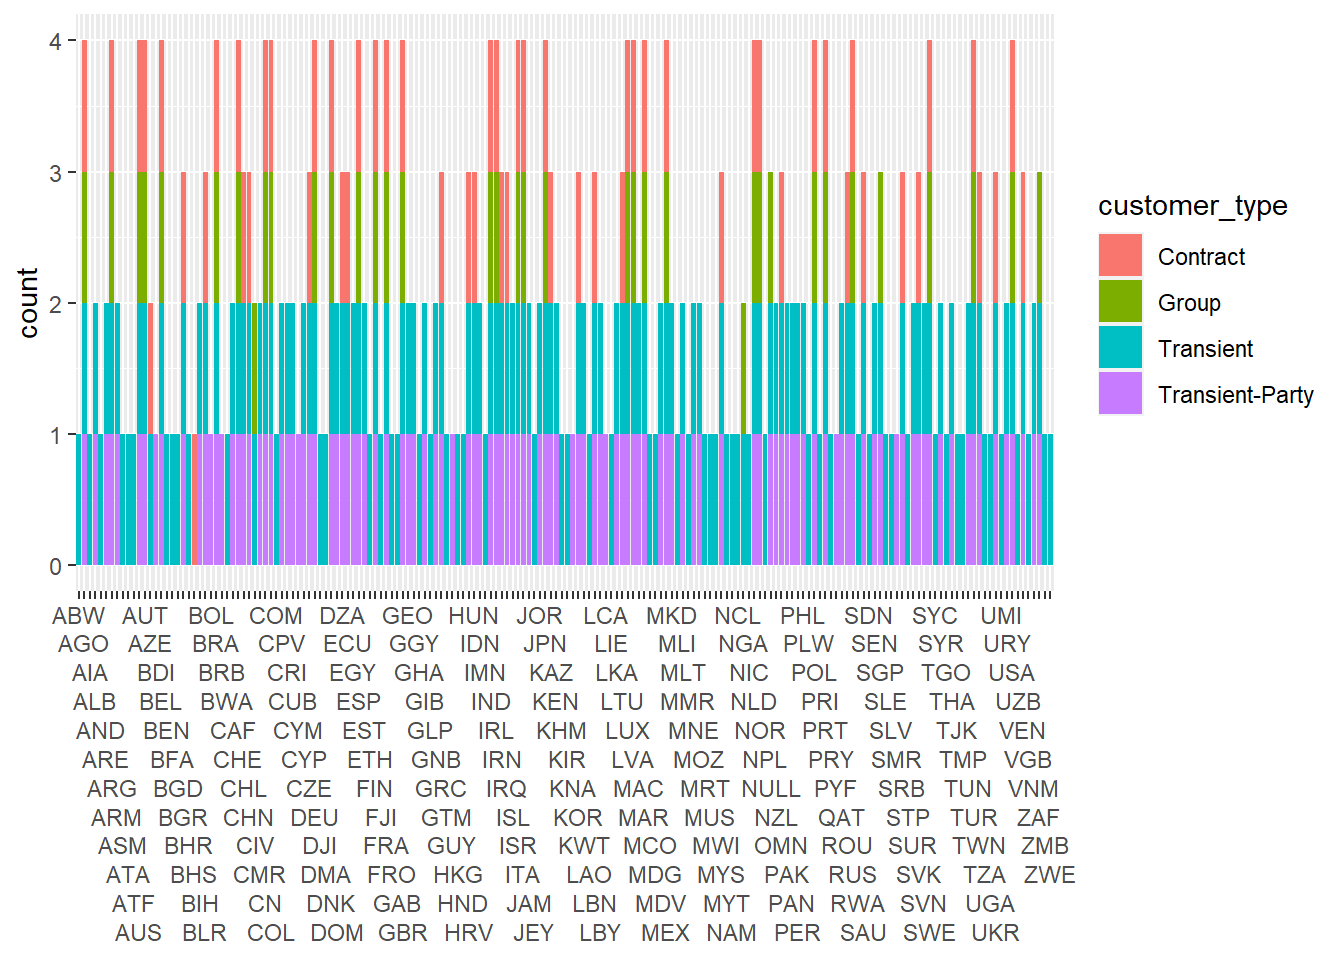 4
3
2
1
0
count
customer_type
Contract
Group
Transient
Transient-Party
ABW AUT BOL COM DZA GEO HUN JOR LCA MKD NCL PHL SDN SYC UMI
AGO AZE BRA CPV ECU GGY IDN JPN LIE MLI NGA PLW SEN SYR URY
AIA BDI BRB CRI EGY GHA IMN KAZ LKA MLT NIC POL SGP TGO USA
ALB BEL BWA CUB ESP GIB IND KEN LTU MMR NLD PRI SLE THA UZB
AND BEN CAF CYM EST GLP IRL KHM LUX MNE NOR PRT SLV TJK VEN
ARE BFA CHE CYP ETH GNB IRN KIR LVA MOZ NPL PRY SMR TMP VGB
ARG BGD CHL CZE FIN GRC IRQ KNA MAC MRT NULL PYF SRB TUN VNM
ARM BGR CHN DEU FJI GTM ISL KOR MAR MUS NZL QAT STP TUR ZAF
ASM BHR CIV DJI FRA GUY ISR KWT MCO MWI OMN ROU SUR TWN ZMB
ATA BHS CMR DMA FRO HKG ITA LAO MDG MYS PAK RUS SVK TZA ZWE
ATF BIH CN DNK GAB HND JAM LBN MDV MYT PAN RWA SVN UGA
AUS BLR COL DOM GBR HRV JEY LBY MEX NAM PER SAU SWE UKR